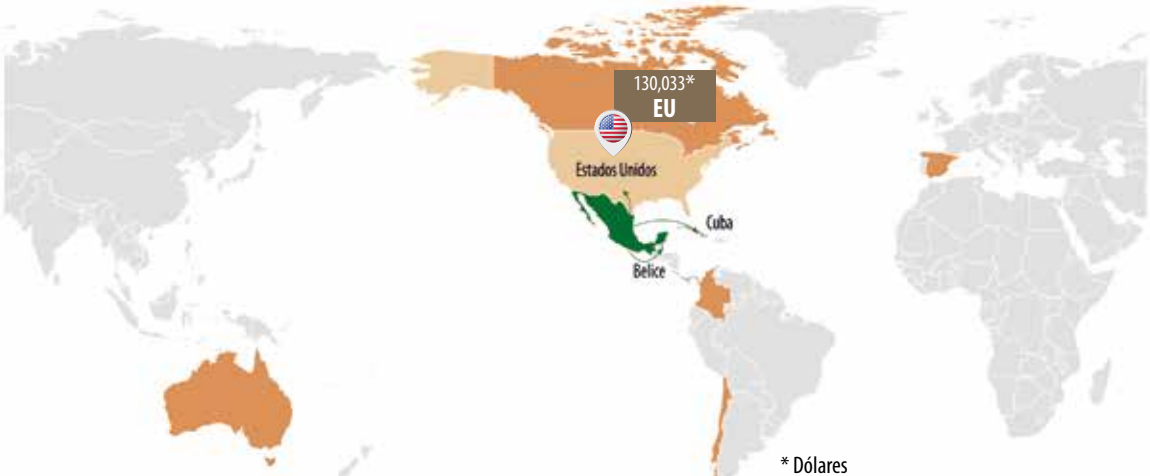 130,033*
EU
Estados Unidos
Cuba
Belice
* Dólares